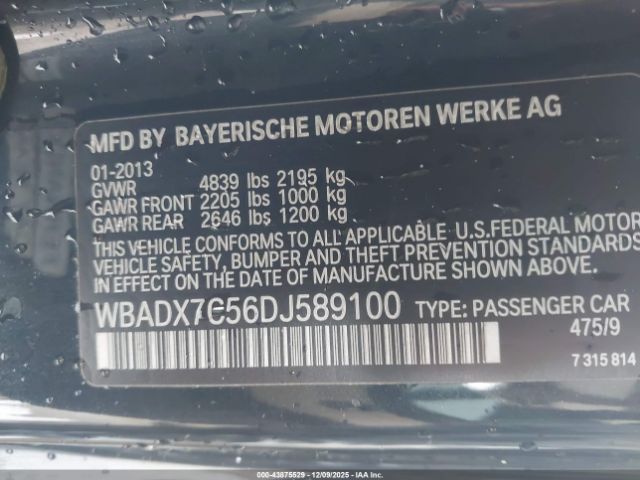 MFD BY BAYERISCHE MOTOREN WERKE AG
01-2013
GVWR 4839 lbs 2195 kg
GAWR FRONT 2205 lbs 1000 kg
GAWR REAR 2646 lbs 1200 kg
THIS VEHICLE CONFORMS TO ALL APPLICABLE U.S.FEDERAL MOTOR
VEHICLE SAFETY, BUMPER AND THEFT PREVENTION STANDARDS
IN EFFECT ON THE DATE OF MANUFACTURE SHOWN ABOVE.
WBADX7C56DJ589100 TYPE: PASSENGER CAR
475/9
7 315 814
000-43875529 - 12/09/2025 - IAA Inc.